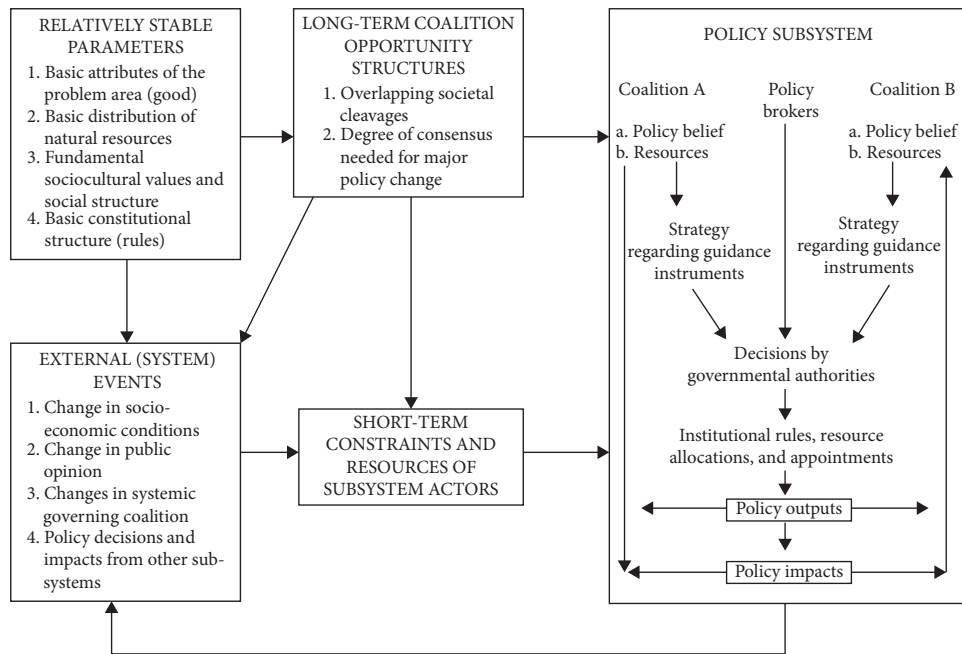 RELATIVELY STABLE
PARAMETERS
1. Basic attributes of the
problem area (good)
2. Basic distribution of
natural resources
3. Fundamental
sociocultural values and
social structure
4. Basic constitutional
structure (rules)
LONG-TERM COALITION
OPPORTUNITY
STRUCTURES
1. Overlapping societal
cleavages
2. Degree of consensus
needed for major
policy change
EXTERNAL (SYSTEM)
EVENTS
1. Change in socio-
economic conditions
2. Change in public
opinion
3. Changes in systemic
governing coalition
4. Policy decisions and
impacts from other sub-
systems
SHORT-TERM
CONSTRAINTS AND
RESOURCES OF
SUBSYSTEM ACTORS
POLICY SUBSYSTEM
Coalition A
a. Policy belief
b. Resources
Strategy
regarding guidance
instruments
Policy
brokers
Coalition B
a. Policy belief
b. Resources
Strategy
regarding guidance
instruments
Decisions by
governmental authorities
Institutional rules, resource
allocations, and appointments
Policy outputs
Policy impacts